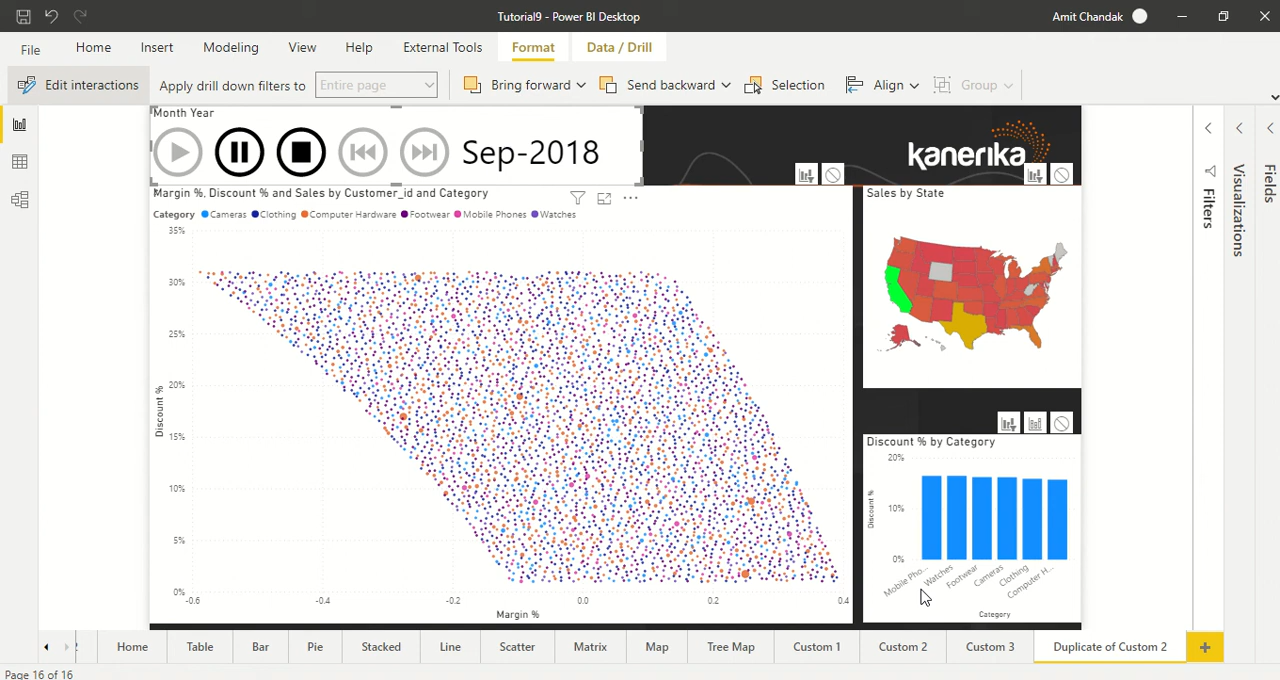 Tutorial9 - Power BI Desktop
Amit Chandak
File
Home
Insert
Modeling
View
Help
External Tools
Format
Data / Drill
Edit interactions
Apply drill down filters to
Entire page
Bring forward
Send backward
Selection
Align
Group
Month Year
Sep-2018
kanerika
Margin %, Discount % and Sales by Customer_id and Category
Category Cameras Clothing Computer Hardware Footwear Mobile Phones Watches
35%
30%
25%
20%
15%
10%
5%
0%
Discount %
-0.6 -0.4 -0.2 0.0 0.2 0.4
Margin %
Sales by State
Discount % by Category
20%
10%
0%
Discount %
Mobile Pho...
Watches
Footwear
Cameras
Clothing
Computer H...
Category
Filters
Visualizations
Fields
Home
Table
Bar
Pie
Stacked
Line
Scatter
Matrix
Map
Tree Map
Custom 1
Custom 2
Custom 3
Duplicate of Custom 2
Page 16 of 16